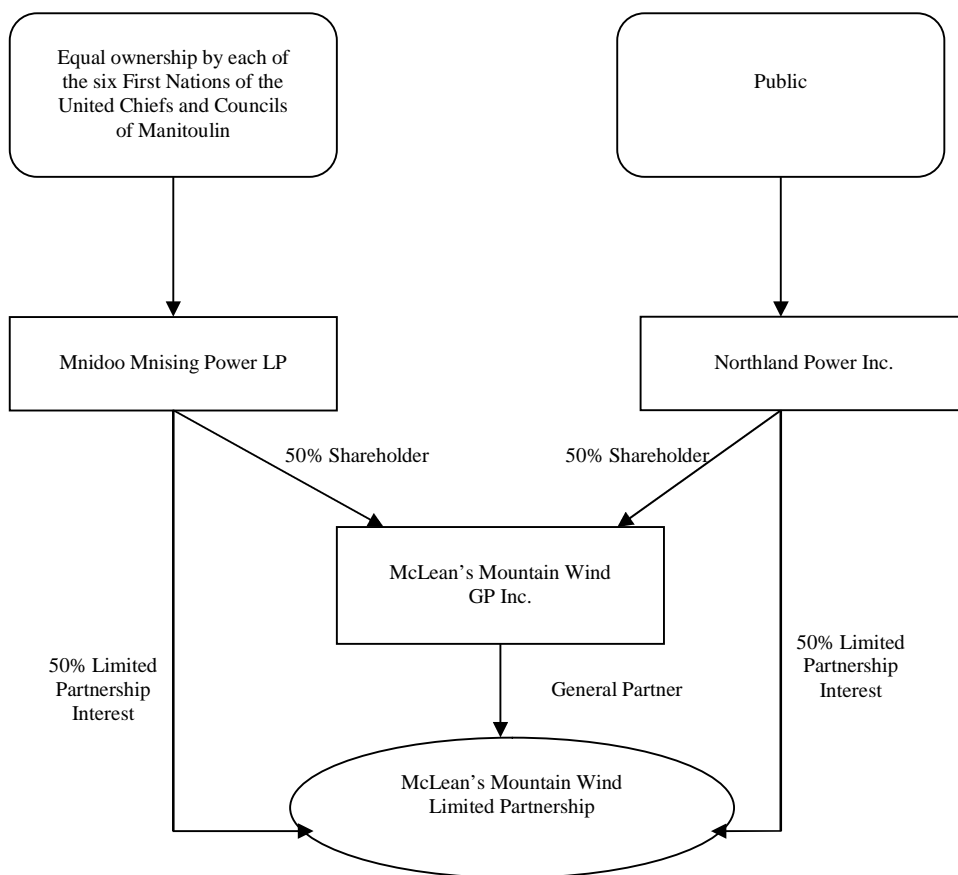 Equal ownership by each of
the six First Nations of the
United Chiefs and Councils
of Manitoulin
Public
Mnidoo Mnising Power LP
Northland Power Inc.
50% Shareholder
50% Shareholder
McLean’s Mountain Wind
GP Inc.
50% Limited
Partnership
Interest
General Partner
50% Limited
Partnership
Interest
McLean’s Mountain Wind
Limited Partnership